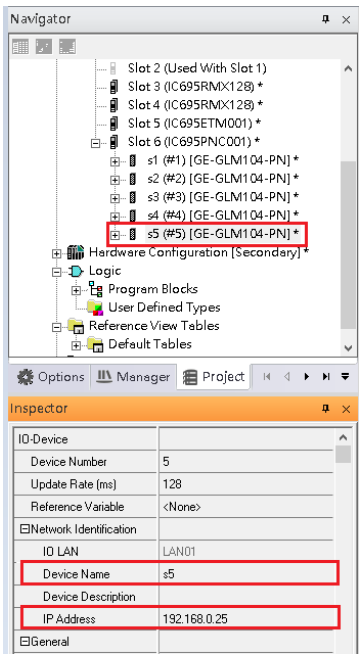 Navigator
Slot 2 (Used With Slot 1)
Slot 3 (IC695RMX128) *
Slot 4 (IC695RMX128) *
Slot 5 (IC695ETM001) *
Slot 6 (IC695PNC001) *
s1 (#1) [GE-GLM104-PN] *
s2 (#2) [GE-GLM104-PN] *
s3 (#3) [GE-GLM104-PN] *
s4 (#4) [GE-GLM104-PN] *
s5 (#5) [GE-GLM104-PN] *
Hardware Configuration [Secondary] *
Logic
Program Blocks
User Defined Types
Reference View Tables
Default Tables
Options Manager Project
Inspector
IO-Device
Device Number 5
Update Rate (ms) 128
Reference Variable <None>
Network Identification
IO LAN LAN01
Device Name s5
Device Description
IP Address 192.168.0.25
General